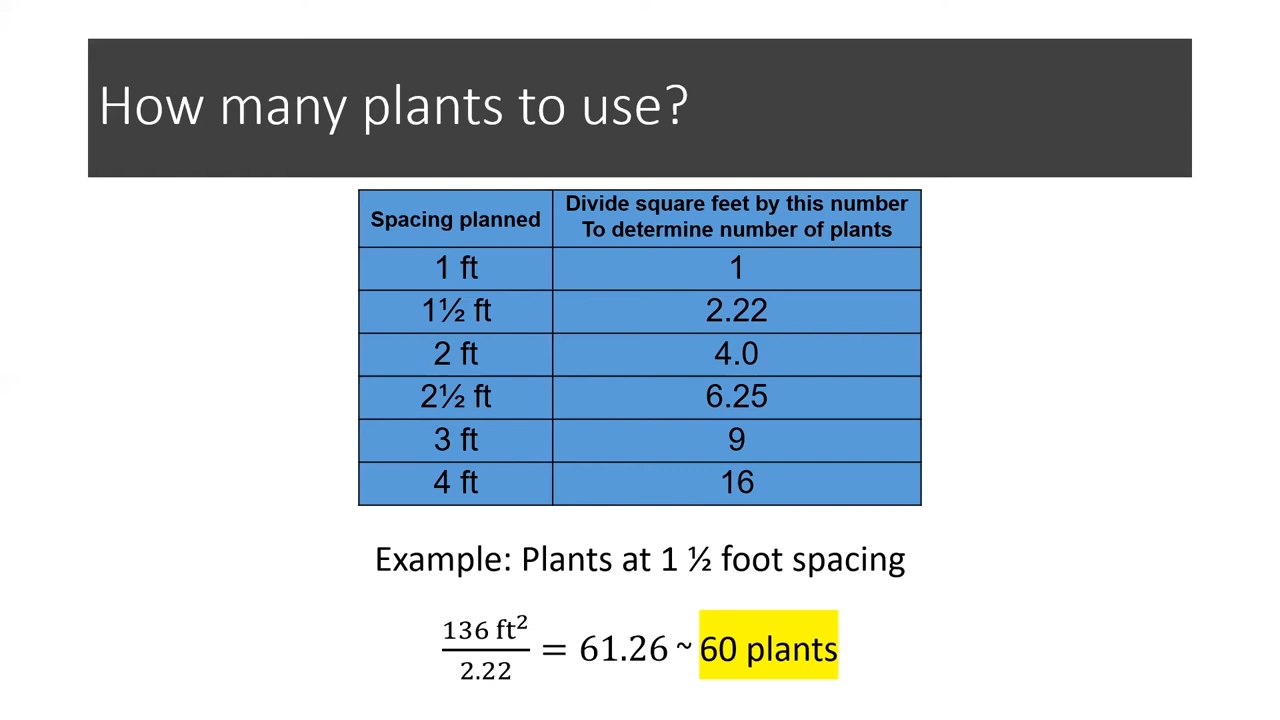 How many plants to use?
Spacing planned
Divide square feet by this number
To determine number of plants
1 ft 1
1½ ft 2.22
2 ft 4.0
2½ ft 6.25
3 ft 9
4 ft 16
Example: Plants at 1 ½ foot spacing
136 ft²
2.22
= 61.26 ~ 60 plants